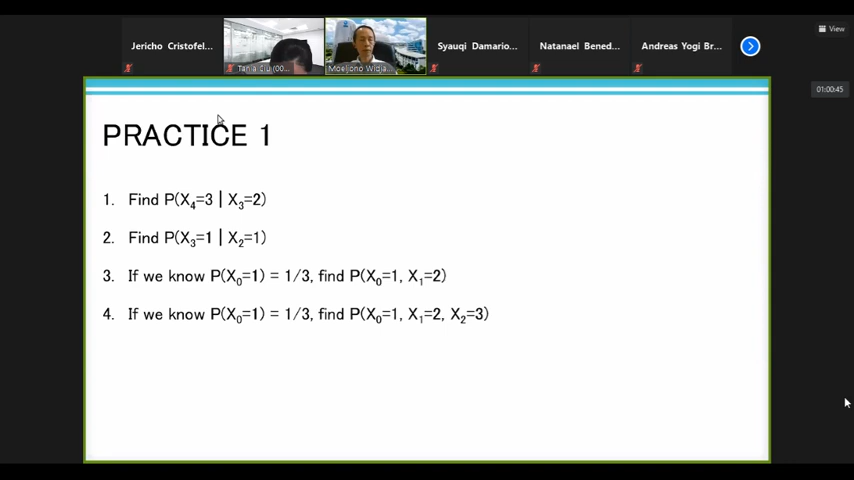 View
Jericho Cristofel...
Syauqi Damario...
Natanael Bened...
Andreas Yogi Br...
Moeljono Widja...
01:00:45
PRACTICE 1
1. Find P(X₄=3 | X₃=2)
2. Find P(X₃=1 | X₂=1)
3. If we know P(X₀=1) = 1/3, find P(X₀=1, X₁=2)
4. If we know P(X₀=1) = 1/3, find P(X₀=1, X₁=2, X₂=3)